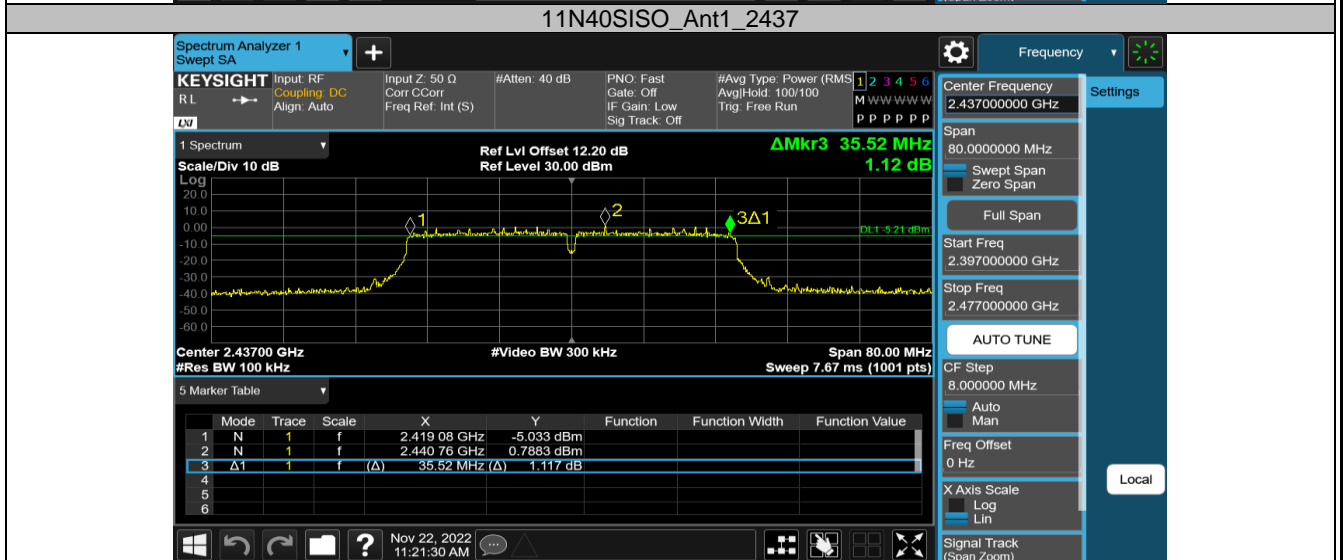 11N40SISO_Ant1_2437
Spectrum Analyzer 1
Swept SA
Frequency
KEYSIGHT
R L
LXI
Input: RF
Coupling: DC
Align: Auto
Input Z: 50 Ω
Corr CCorr
Freq Ref: Int (S)
#Atten: 40 dB
PNO: Fast
Gate: Off
IF Gain: Low
Sig Track: Off
#Avg Type: Power (RMS
Avg|Hold: 100/100
Trig: Free Run
1 2 3 4 5 6
M W W W W W
P P P P P P
Center Frequency
2.437000000 GHz
Settings
Span
80.0000000 MHz
Swept Span
Zero Span
Full Span
Start Freq
2.397000000 GHz
Stop Freq
2.477000000 GHz
AUTO TUNE
CF Step
8.000000 MHz
Auto
Man
Freq Offset
0 Hz
X Axis Scale
Log
Lin
Signal Track
(Span Zoom)
Local
1 Spectrum
Scale/Div 10 dB
Ref Lvl Offset 12.20 dB
Ref Level 30.00 dBm
ΔMkr3 35.52 MHz
1.12 dB
Log
20.0
10.0
0.00
-10.0
-20.0
-30.0
-40.0
-50.0
-60.0
1
2
3Δ1
DL1 -5.21 dBm
Center 2.43700 GHz
#Video BW 300 kHz
Span 80.00 MHz
#Res BW 100 kHz
Sweep 7.67 ms (1001 pts)
5 Marker Table
Mode Trace Scale X Y Function Function Width Function Value
1 N 1 f 2.419 08 GHz -5.033 dBm
2 N 1 f 2.440 76 GHz 0.7883 dBm
3 Δ1 1 f (Δ) 35.52 MHz (Δ) 1.117 dB
4
5
6
?
Nov 22, 2022
11:21:30 AM